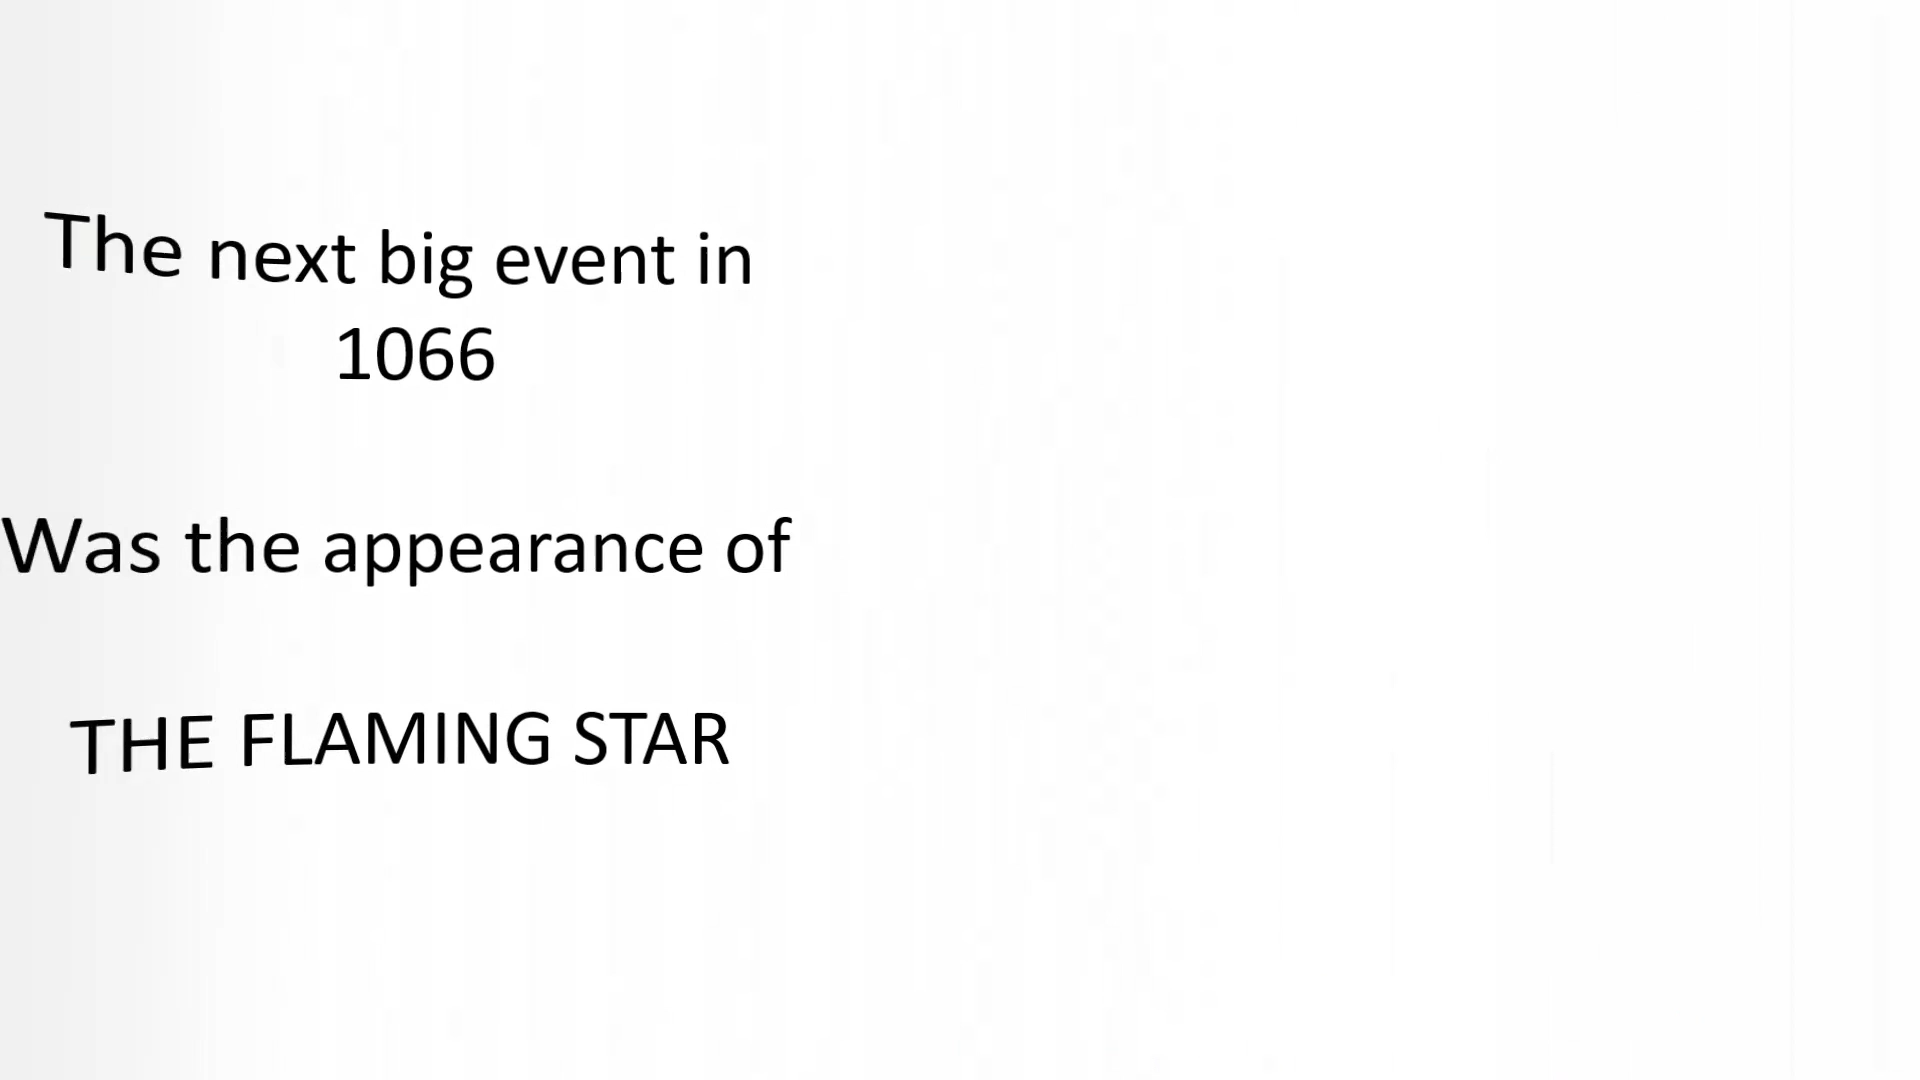 The next big event in
1066
Was the appearance of
THE FLAMING STAR